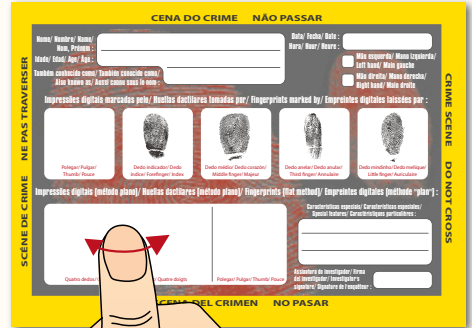 CENA DO CRIME NÃO PASSAR
Nome/ Nombre/ Name/
Nom, Prénom :
Idade/ Edad/ Age/ Âge :
Também conhecido como/ También conocido como/
Also known as/ Aussi connu sous le nom :
Data/ Fecha/ Date :
Hora/ Hour/ Heure :
Mão esquerda/ Mano izquierda/
Left hand/ Main gauche
Mão direita/ Mano derecha/
Right hand/ Main droite
Impressões digitais marcadas pelo/ Huellas dactilares tomadas par/ Fingerprints marked by/ Empreintes digitales laissées par :
Polegar/ Pulgar/
Thumb/ Pouce
Dedo indicador/ Dedo
índice/ Forefinger/ Index
Dedo médio/ Dedo corazón/
Middle finger/ Majeur
Dedo anelar/ Dedo anular/
Third finger/ Annulaire
Dedo mindinho/ Dedo meñique/
Little finger/ Auriculaire
Impressões digitais (método plano)/ Huellas dactilares (método plano)/ Fingerprints (flat method)/ Empreintes digitales (méthode "plan") :
Quatro dedos/
Quatre doigts
Polegar/ Pulgar/ Thumb/ Pouce
Características especiais/ Características especiales/
Special features/ Caractéristiques particulières :
Assinatura do investigador/ Firma
del investigador/ Investigators
signature/ Signature de l'enquêteur :
SCÈNE DE CRIME NE PAS TRAVERSER
CRIME SCENE DO NOT CROSS
SCENA DEL CRIMEN NO PASAR